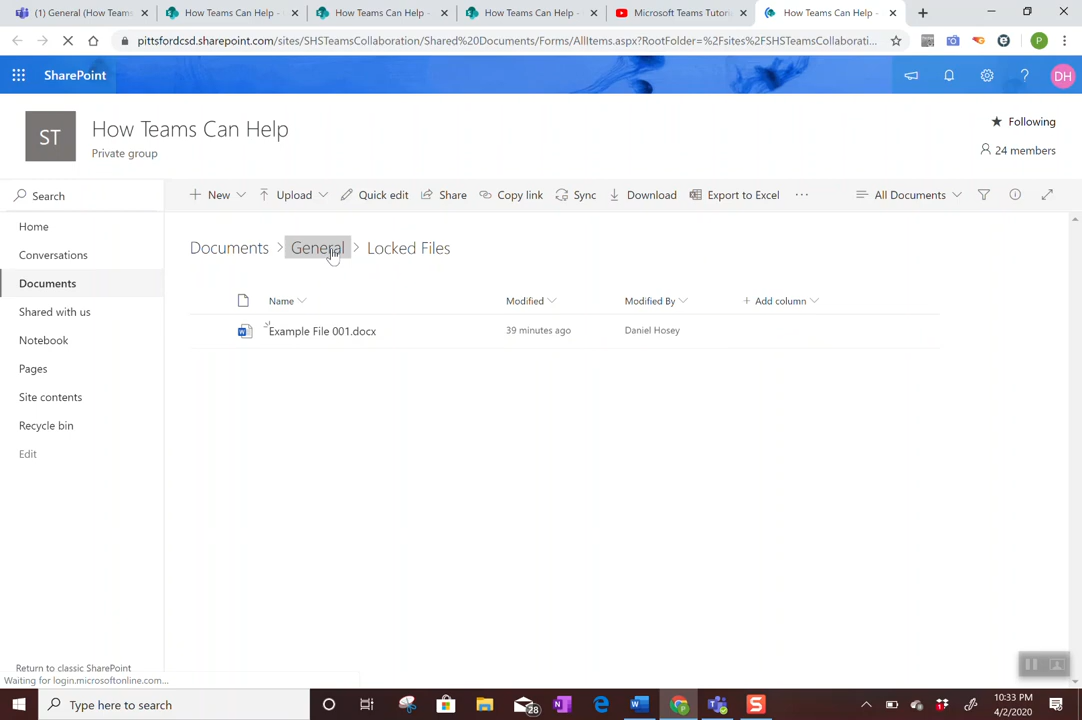 (1) General (How Teams
How Teams Can Help -
How Teams Can Help -
How Teams Can Help -
Microsoft Teams Tutori
How Teams Can Help -
pittsfordcsd.sharepoint.com/sites/SHSTeamsCollaboration/Shared%20Documents/Forms/AllItems.aspx?RootFolder=%2Fsites%2FSHSTeamsCollaborati...
P
SharePoint
DH
ST
How Teams Can Help
Private group
Following
24 members
Search
New
Upload
Quick edit
Share
Copy link
Sync
Download
Export to Excel
All Documents
Home
Conversations
Documents
Shared with us
Notebook
Pages
Site contents
Recycle bin
Edit
Documents > General > Locked Files
Name
Modified
Modified By
+ Add column
Example File 001.docx
39 minutes ago
Daniel Hosey
Return to classic SharePoint
Waiting for login.microsoftonline.com...
Type here to search
28
10:33 PM
4/2/2020